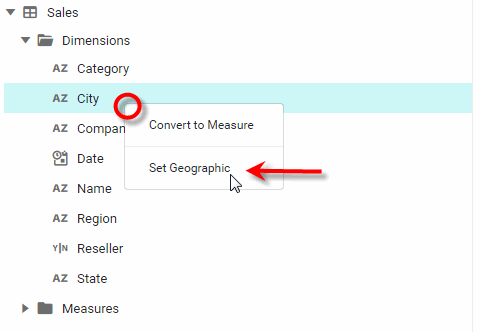 Sales
Dimensions
AZ Category
AZ City
Convert to Measure
AZ Compan
Date
Set Geographic
AZ Name
AZ Region
Y|N Reseller
AZ State
Measures